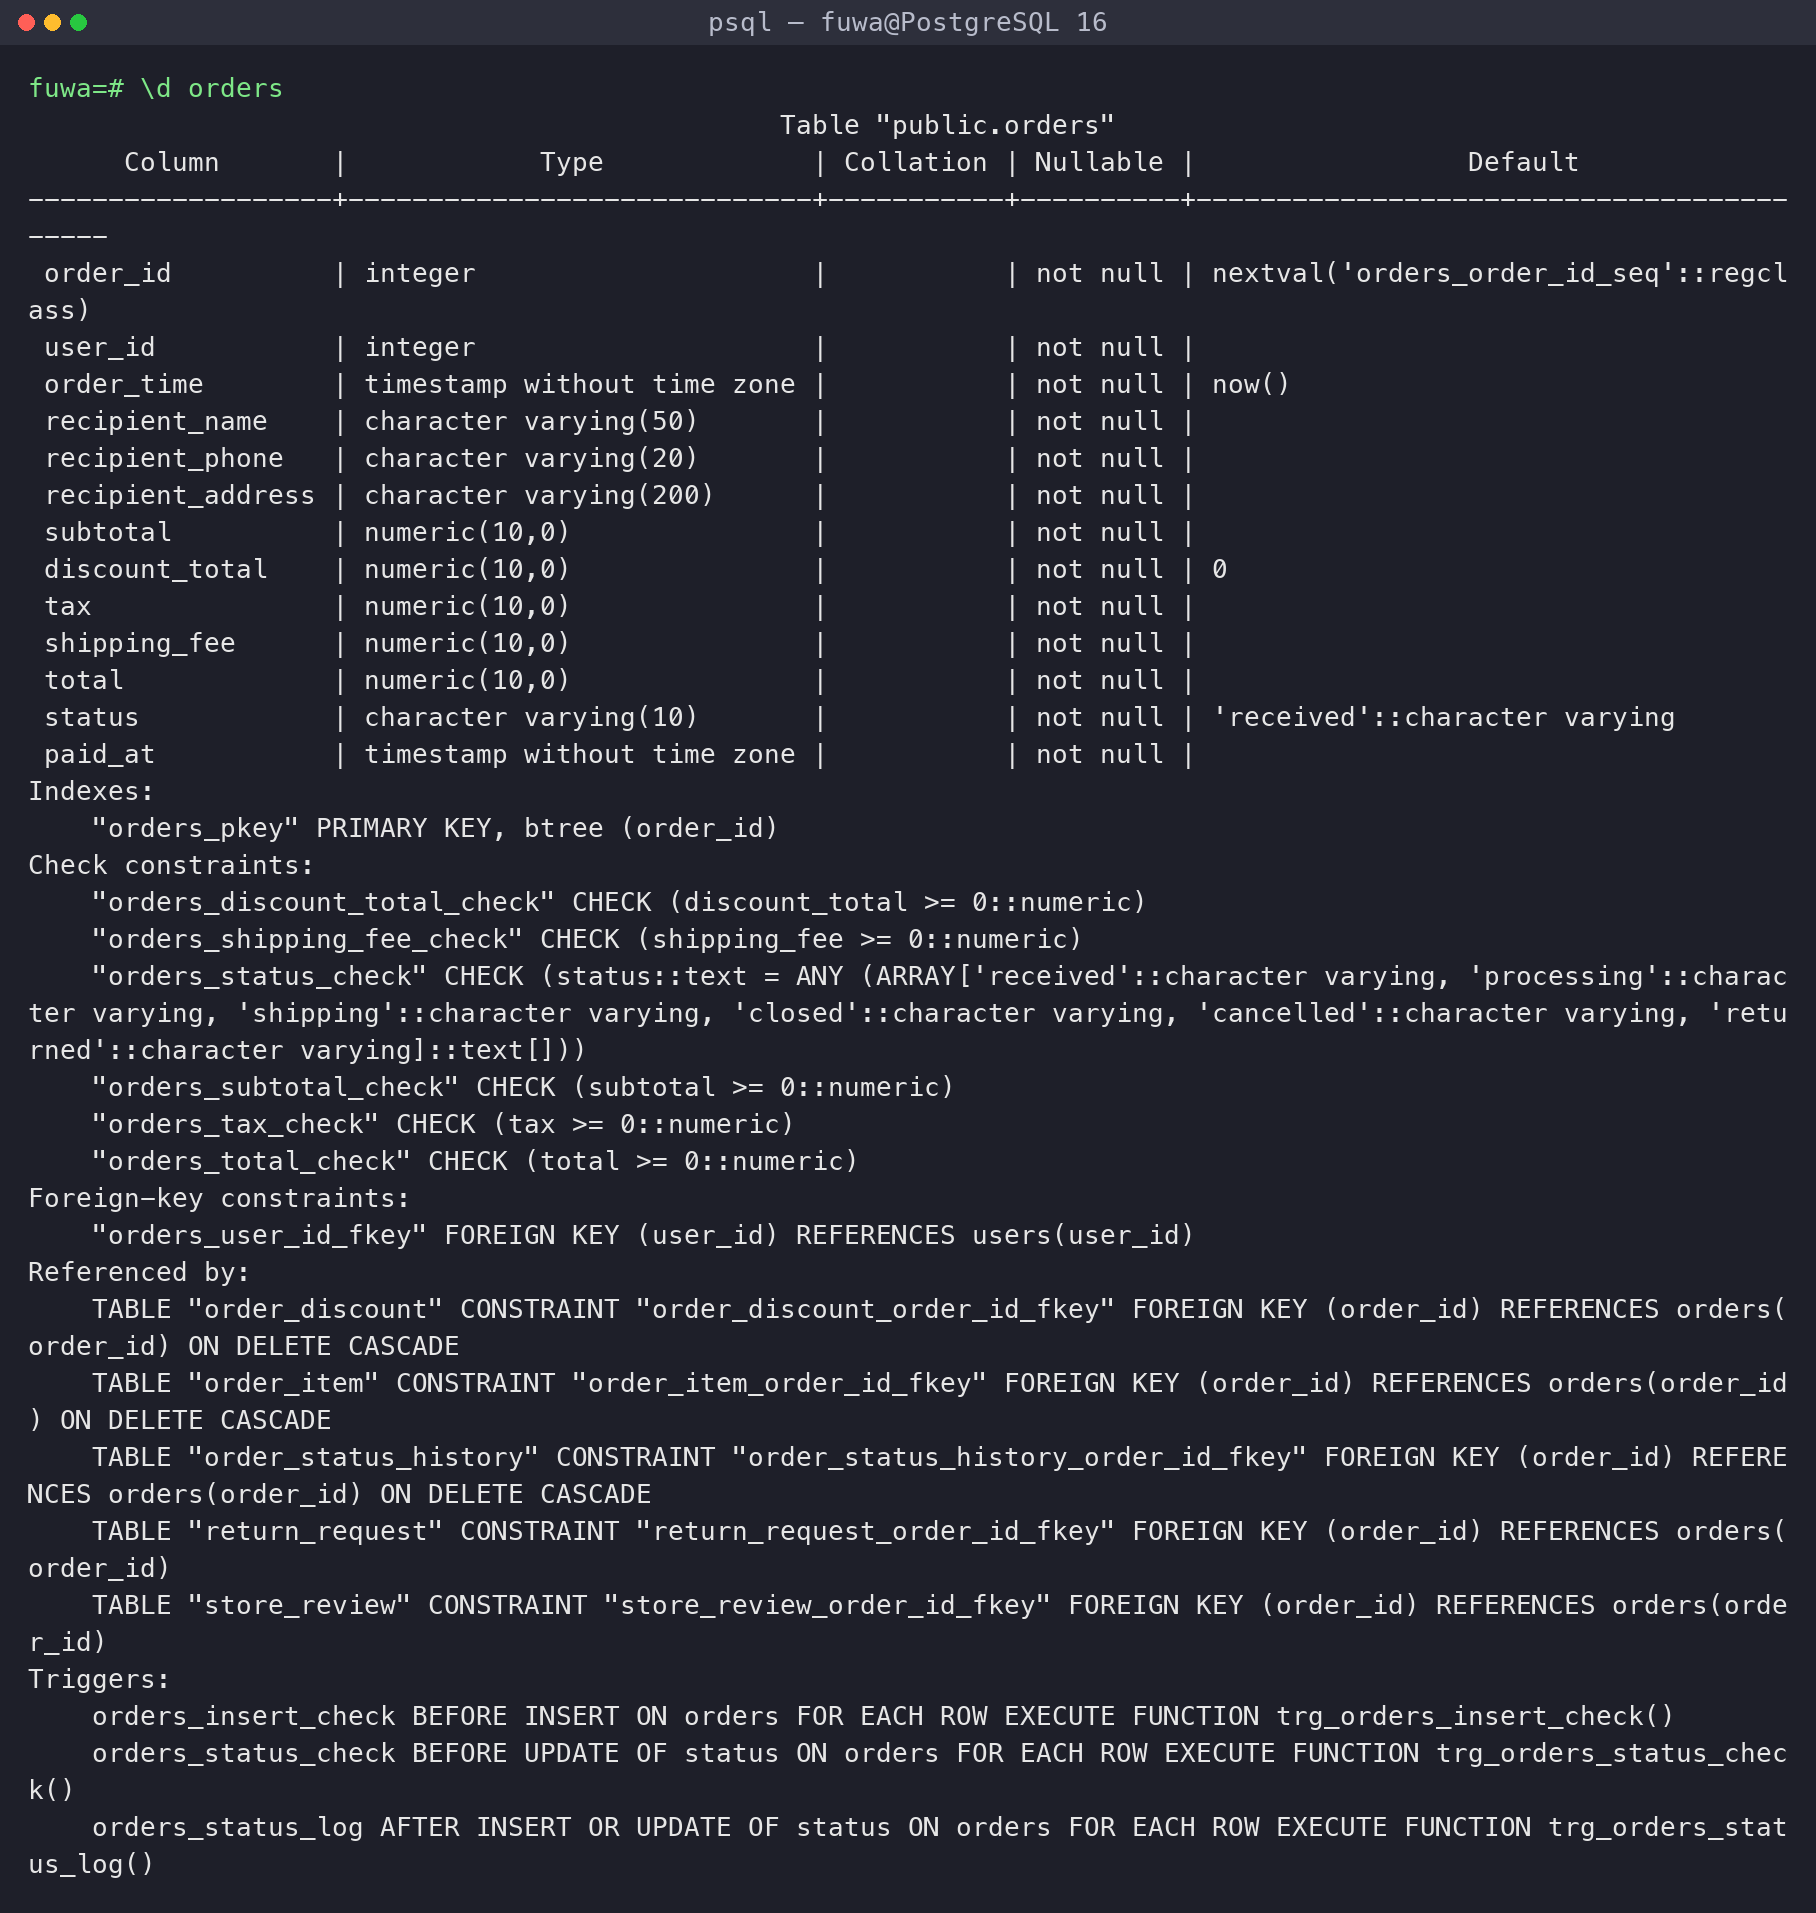 psql — fuwa@PostgreSQL 16
fuwa=# \d orders
                                               Table "public.orders"
      Column       |            Type             | Collation | Nullable |                 Default
-------------------+-----------------------------+-----------+----------+-------------------------------------
-----
 order_id          | integer                     |           | not null | nextval('orders_order_id_seq'::regcl
ass)
 user_id           | integer                     |           | not null |
 order_time        | timestamp without time zone |           | not null | now()
 recipient_name    | character varying(50)       |           | not null |
 recipient_phone   | character varying(20)       |           | not null |
 recipient_address | character varying(200)      |           | not null |
 subtotal          | numeric(10,0)               |           | not null |
 discount_total    | numeric(10,0)               |           | not null | 0
 tax               | numeric(10,0)               |           | not null |
 shipping_fee      | numeric(10,0)               |           | not null |
 total             | numeric(10,0)               |           | not null |
 status            | character varying(10)       |           | not null | 'received'::character varying
 paid_at           | timestamp without time zone |           | not null |
Indexes:
    "orders_pkey" PRIMARY KEY, btree (order_id)
Check constraints:
    "orders_discount_total_check" CHECK (discount_total >= 0::numeric)
    "orders_shipping_fee_check" CHECK (shipping_fee >= 0::numeric)
    "orders_status_check" CHECK (status::text = ANY (ARRAY['received'::character varying, 'processing'::charac
ter varying, 'shipping'::character varying, 'closed'::character varying, 'cancelled'::character varying, 'retu
rned'::character varying]::text[]))
    "orders_subtotal_check" CHECK (subtotal >= 0::numeric)
    "orders_tax_check" CHECK (tax >= 0::numeric)
    "orders_total_check" CHECK (total >= 0::numeric)
Foreign-key constraints:
    "orders_user_id_fkey" FOREIGN KEY (user_id) REFERENCES users(user_id)
Referenced by:
    TABLE "order_discount" CONSTRAINT "order_discount_order_id_fkey" FOREIGN KEY (order_id) REFERENCES orders(
order_id) ON DELETE CASCADE
    TABLE "order_item" CONSTRAINT "order_item_order_id_fkey" FOREIGN KEY (order_id) REFERENCES orders(order_id
) ON DELETE CASCADE
    TABLE "order_status_history" CONSTRAINT "order_status_history_order_id_fkey" FOREIGN KEY (order_id) REFERE
NCES orders(order_id) ON DELETE CASCADE
    TABLE "return_request" CONSTRAINT "return_request_order_id_fkey" FOREIGN KEY (order_id) REFERENCES orders(
order_id)
    TABLE "store_review" CONSTRAINT "store_review_order_id_fkey" FOREIGN KEY (order_id) REFERENCES orders(orde
r_id)
Triggers:
    orders_insert_check BEFORE INSERT ON orders FOR EACH ROW EXECUTE FUNCTION trg_orders_insert_check()
    orders_status_check BEFORE UPDATE OF status ON orders FOR EACH ROW EXECUTE FUNCTION trg_orders_status_chec
k()
    orders_status_log AFTER INSERT OR UPDATE OF status ON orders FOR EACH ROW EXECUTE FUNCTION trg_orders_stat
us_log()